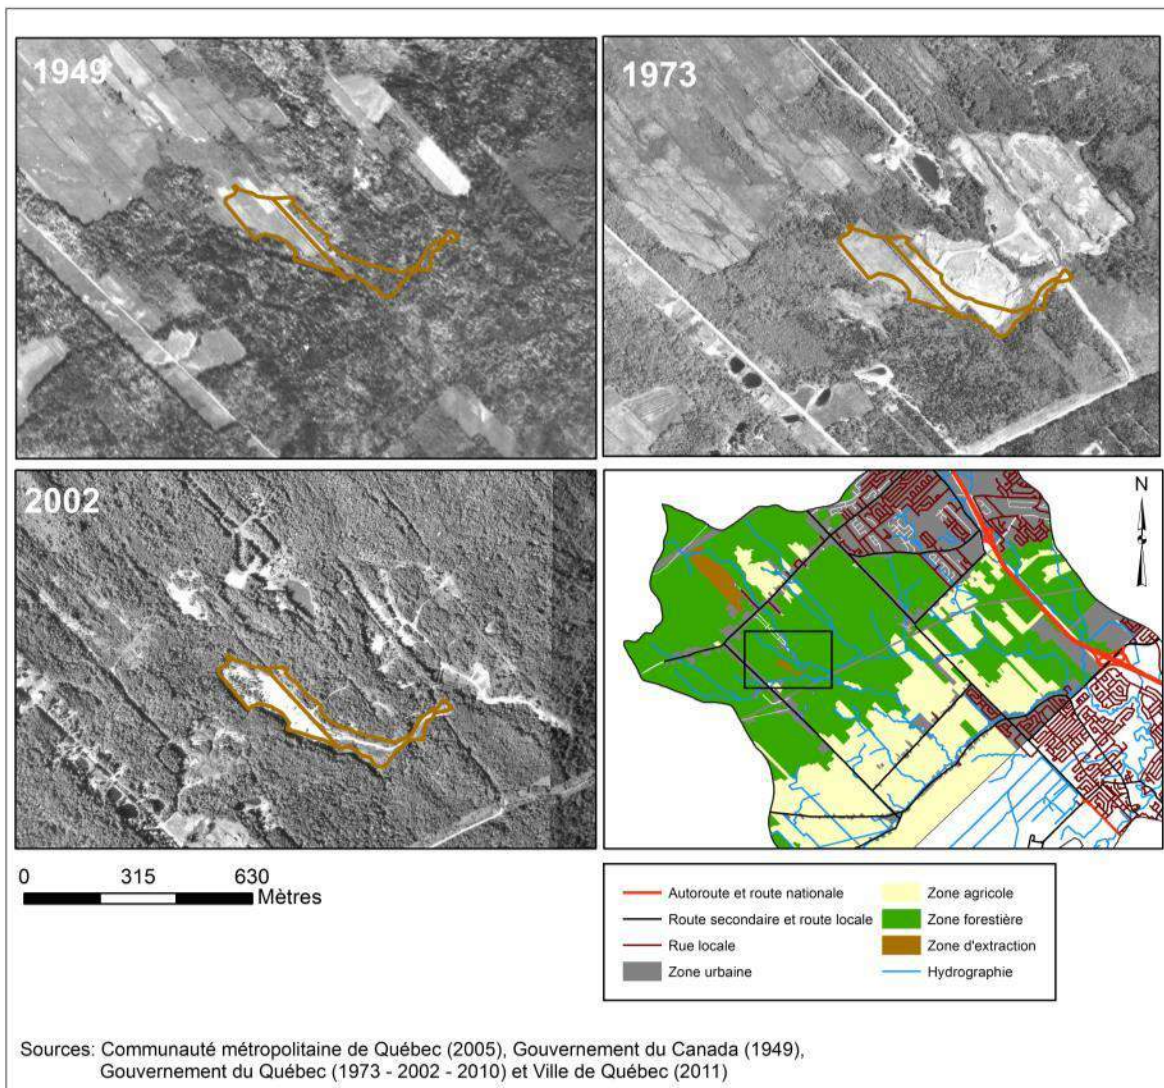 1949
1973
2002
N
0 315 630
Mètres
Autoroute et route nationale
Route secondaire et route locale
Rue locale
Zone urbaine
Zone agricole
Zone forestière
Zone d'extraction
Hydrographie
Sources: Communauté métropolitaine de Québec (2005), Gouvernement du Canada (1949),
Gouvernement du Québec (1973 - 2002 - 2010) et Ville de Québec (2011)